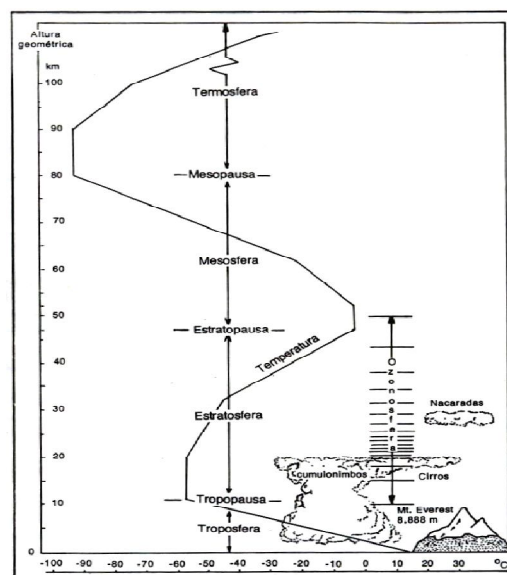 Altura
geométrica
km
100
Termosfera
90
80
Mesopausa
70
60
Mesosfera
50
Estratopausa
Temperatura
40
Ozonosfera
30
Nacaradas
Estratosfera
20
cumulonimbos
Cirros
10
Tropopausa
Mt. Everest
8.888 m
Troposfera
0
-100 -90 -80 -70 -60 -50 -40 -30 -20 -10 0 10 20 30 °C